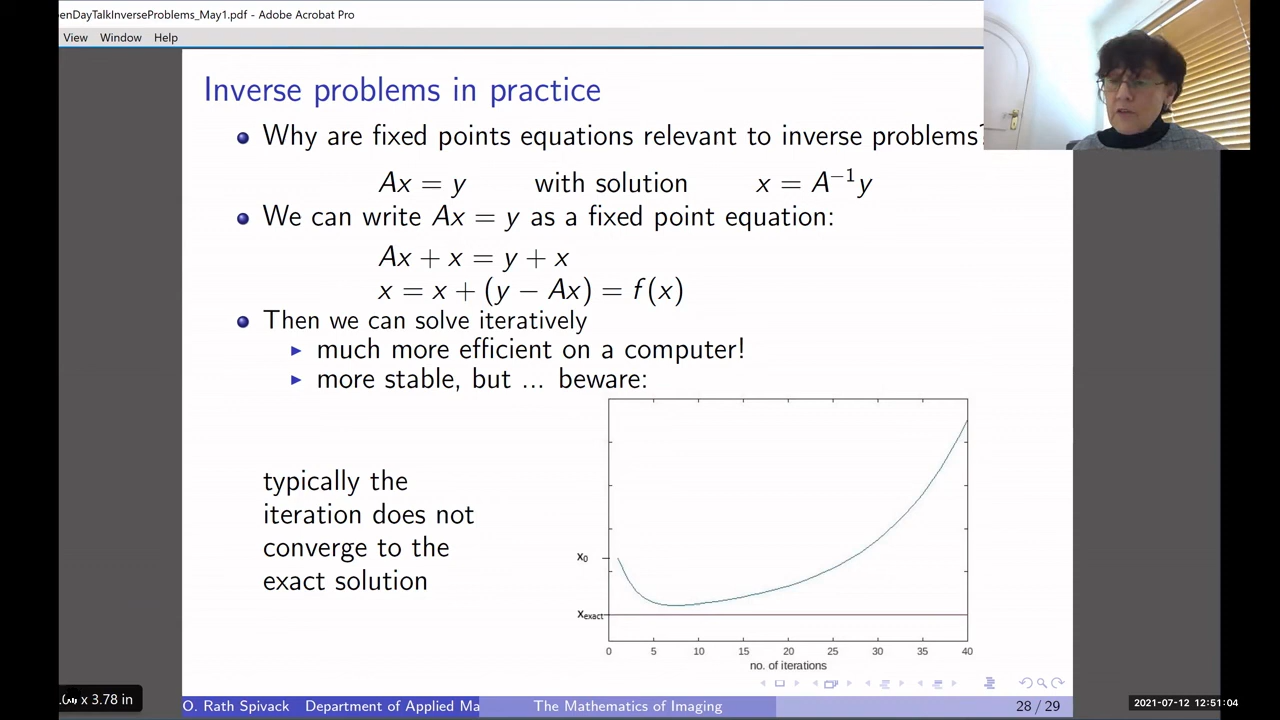 enDayTalkInverseProblems_May1.pdf - Adobe Acrobat Pro
View Window Help
Inverse problems in practice
Why are fixed points equations relevant to inverse problems?
Ax = y with solution x = A⁻¹y
We can write Ax = y as a fixed point equation:
Ax + x = y + x
x = x + (y − Ax) = f(x)
Then we can solve iteratively
much more efficient on a computer!
more stable, but ... beware:
typically the
iteration does not
converge to the
exact solution
x₀
xexact
0 5 10 15 20 25 30 35 40
no. of iterations
x 3.78 in
O. Rath Spivack Department of Applied Ma The Mathematics of Imaging 28 / 29
2021-07-12 12:51:04